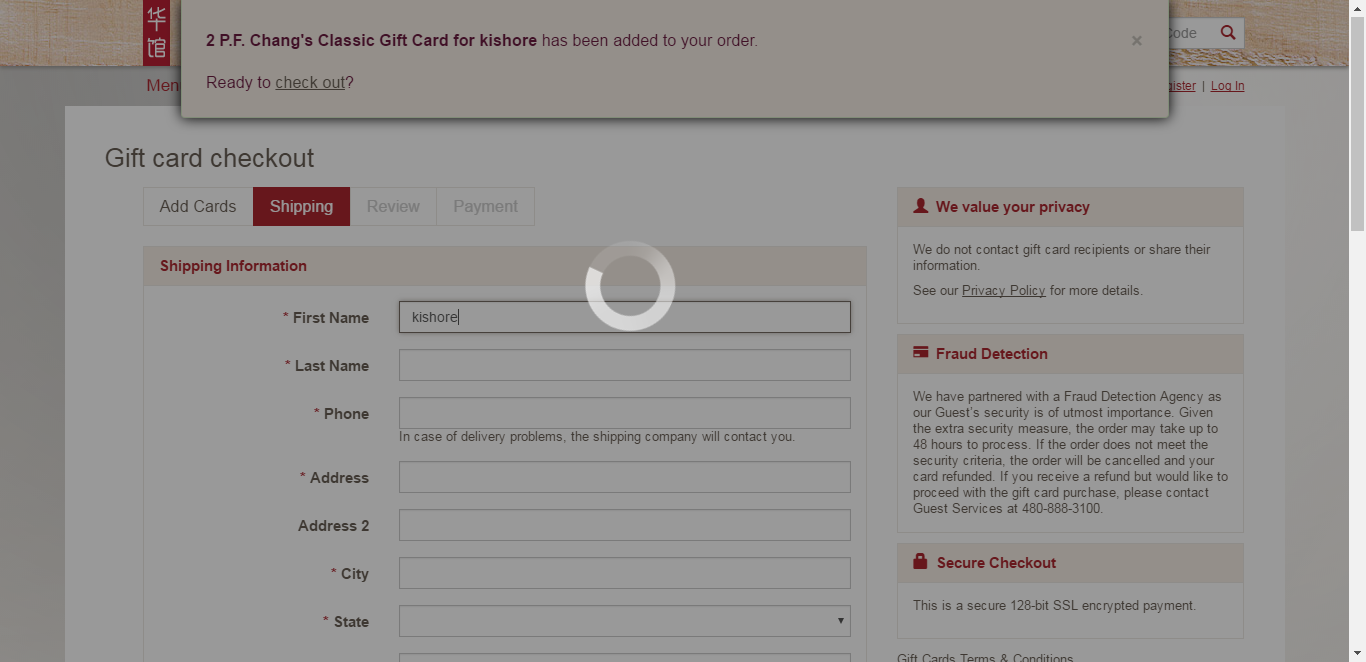 华
馆
2 P.F. Chang's Classic Gift Card for kishore has been added to your order.
×
Ready to check out?
Code
Men
ister | Log In
Gift card checkout
Add Cards Shipping Review Payment
Shipping Information
* First Name kishore
* Last Name
* Phone
In case of delivery problems, the shipping company will contact you.
* Address
Address 2
* City
* State
We value your privacy
We do not contact gift card recipients or share their
information.
See our Privacy Policy for more details.
Fraud Detection
We have partnered with a Fraud Detection Agency as
our Guest's security is of utmost importance. Given
the extra security measure, the order may take up to
48 hours to process. If the order does not meet the
security criteria, the order will be cancelled and your
card refunded. If you receive a refund but would like to
proceed with the gift card purchase, please contact
Guest Services at 480-888-3100.
Secure Checkout
This is a secure 128-bit SSL encrypted payment.
Gift Cards Terms & Conditions